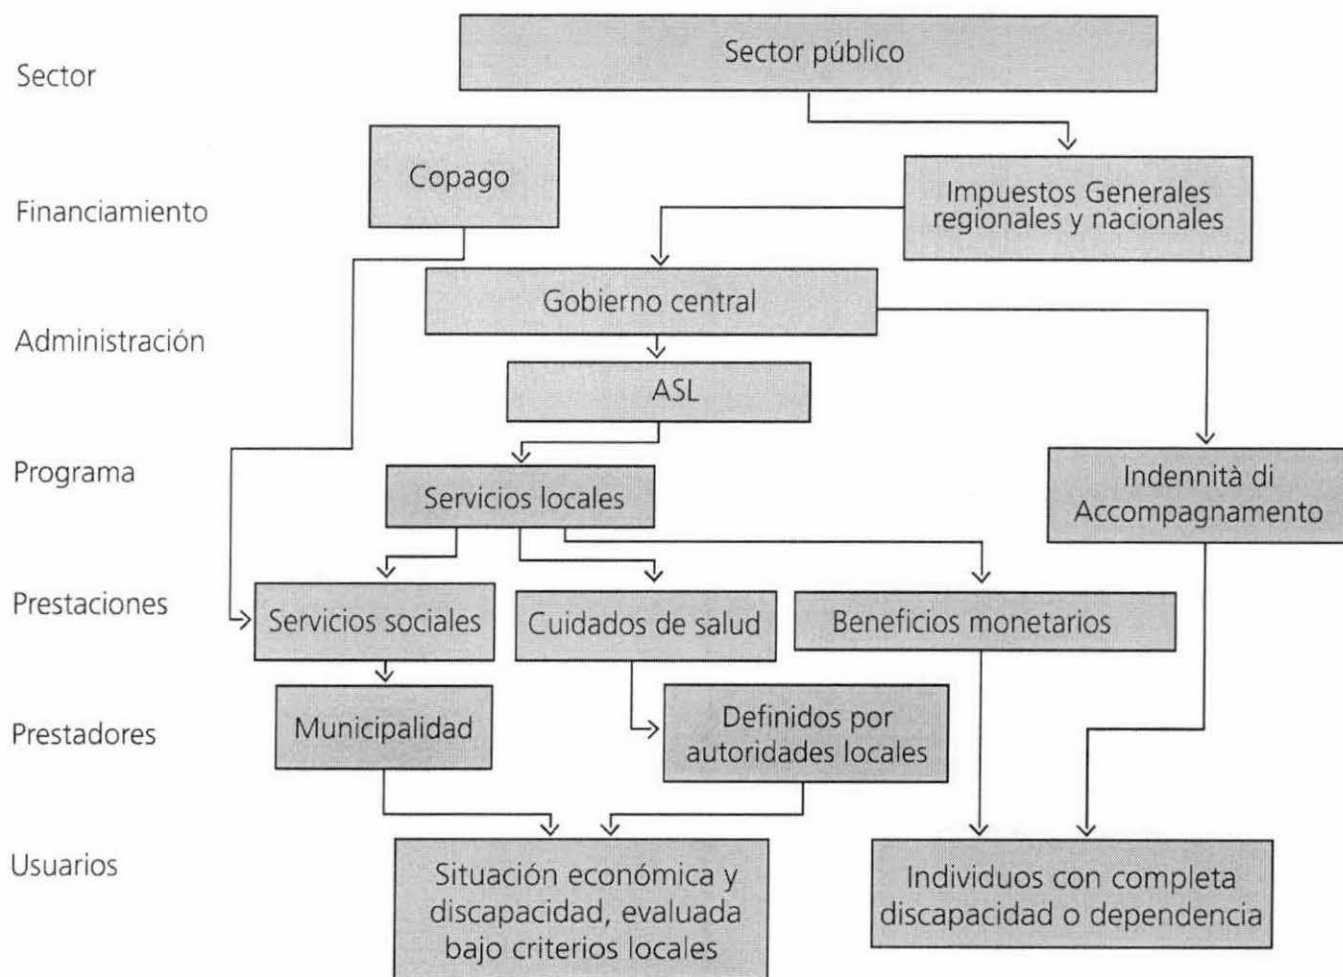 Sector público
Sector
Copago
Impuestos Generales
regionales y nacionales
Financiamiento
Gobierno central
Administración
ASL
Programa
Servicios locales
Indennità di
Accompagnamento
Prestaciones
Servicios sociales
Cuidados de salud
Beneficios monetarios
Prestadores
Municipalidad
Definidos por
autoridades locales
Usuarios
Situación económica y
discapacidad, evaluada
bajo criterios locales
Individuos con completa
discapacidad o dependencia